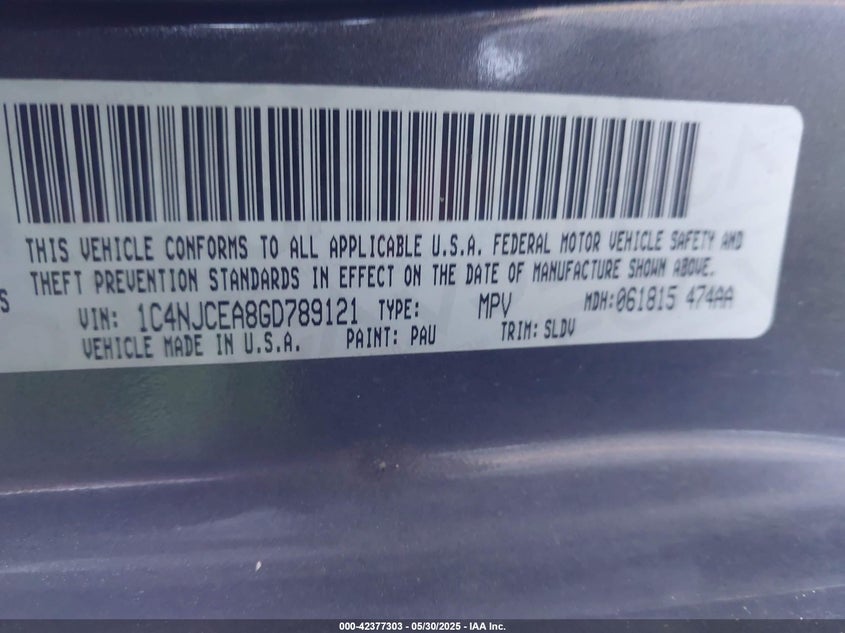 THIS VEHICLE CONFORMS TO ALL APPLICABLE U.S.A. FEDERAL MOTOR VEHICLE SAFETY AND
THEFT PREVENTION STANDARDS IN EFFECT ON THE DATE OF MANUFACTURE SHOWN ABOVE.
S
VIN: 1C4NJCEA8GD789121 TYPE: MPV MDH:061815 474AA
VEHICLE MADE IN U.S.A. PAINT: PAU TRIM: SLDV
000-42377303 - 05/30/2025 - IAA Inc.